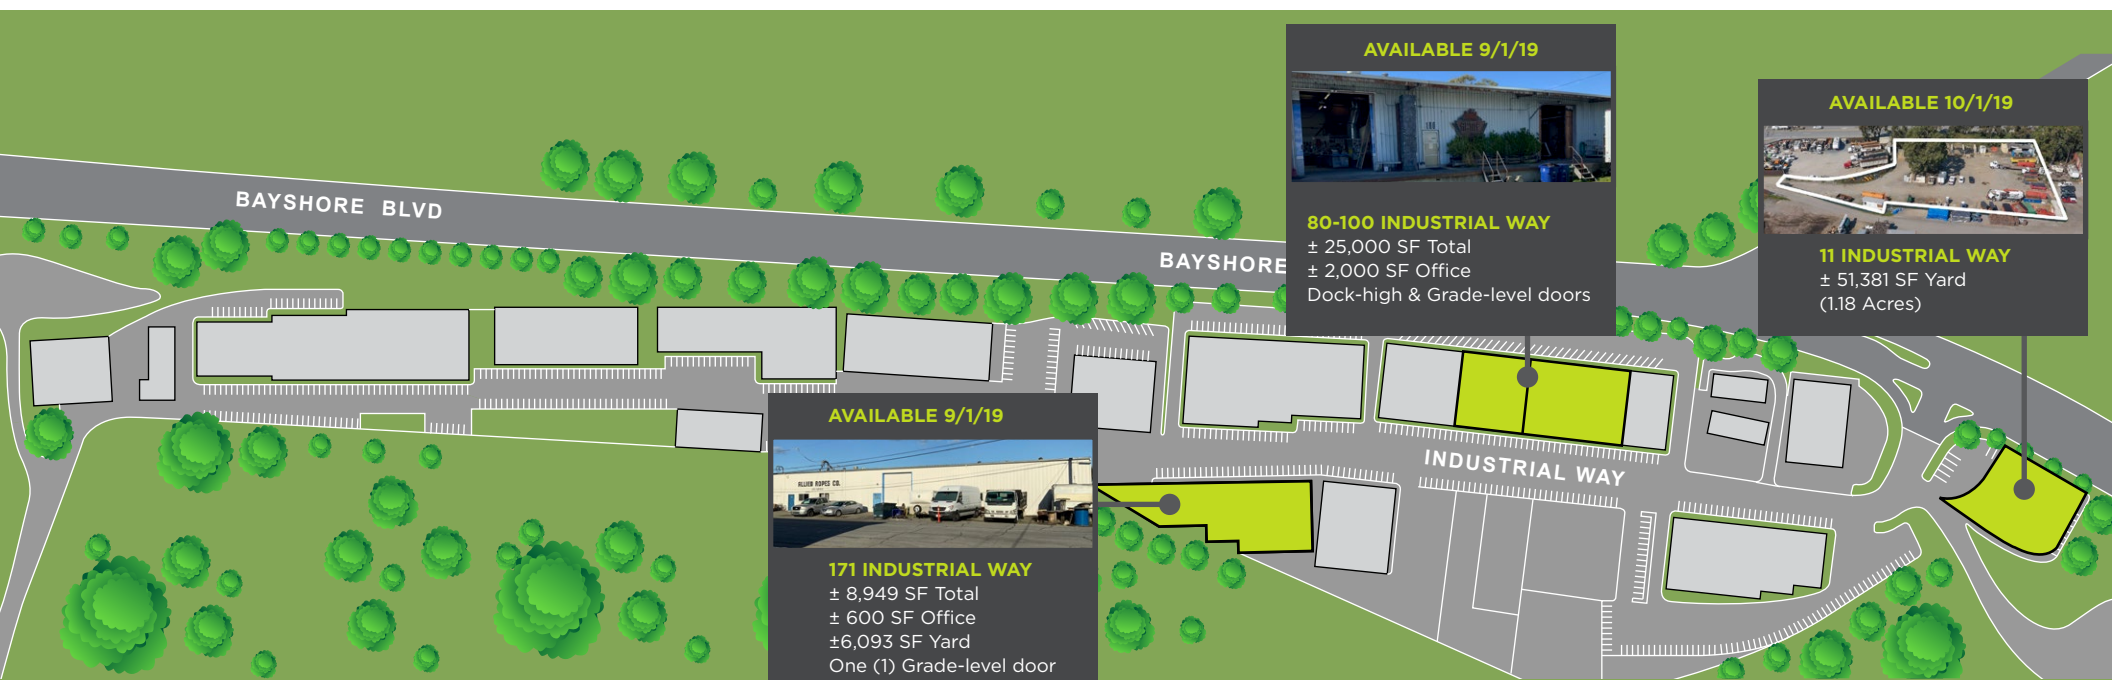 BAYSHORE BLVD
BAYSHORE
AVAILABLE 9/1/19
80-100 INDUSTRIAL WAY
± 25,000 SF Total
± 2,000 SF Office
Dock-high & Grade-level doors
AVAILABLE 10/1/19
11 INDUSTRIAL WAY
± 51,381 SF Yard
(1.18 Acres)
INDUSTRIAL WAY
AVAILABLE 9/1/19
ALLIED ROPES CO.
171 INDUSTRIAL WAY
± 8,949 SF Total
± 600 SF Office
±6,093 SF Yard
One (1) Grade-level door